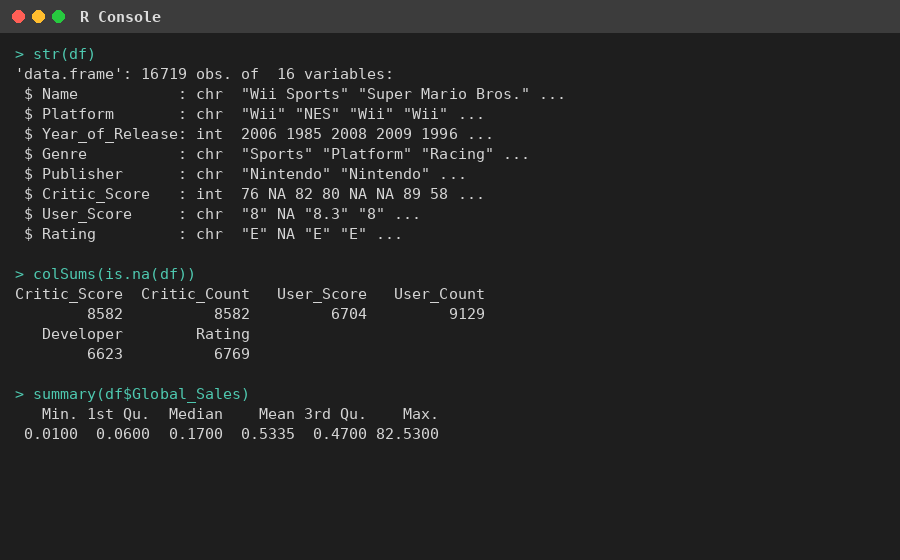 R Console
> str(df)
'data.frame': 16719 obs. of  16 variables:
 $ Name           : chr  "Wii Sports" "Super Mario Bros." ...
 $ Platform       : chr  "Wii" "NES" "Wii" "Wii" ...
 $ Year_of_Release: int  2006 1985 2008 2009 1996 ...
 $ Genre          : chr  "Sports" "Platform" "Racing" ...
 $ Publisher      : chr  "Nintendo" "Nintendo" ...
 $ Critic_Score   : int  76 NA 82 80 NA NA 89 58 ...
 $ User_Score     : chr  "8" NA "8.3" "8" ...
 $ Rating         : chr  "E" NA "E" "E" ...
> colSums(is.na(df))
Critic_Score  Critic_Count   User_Score   User_Count
        8582          8582         6704         9129
   Developer        Rating
        6623          6769
> summary(df$Global_Sales)
   Min. 1st Qu.  Median    Mean 3rd Qu.    Max.
 0.0100  0.0600  0.1700  0.5335  0.4700 82.5300